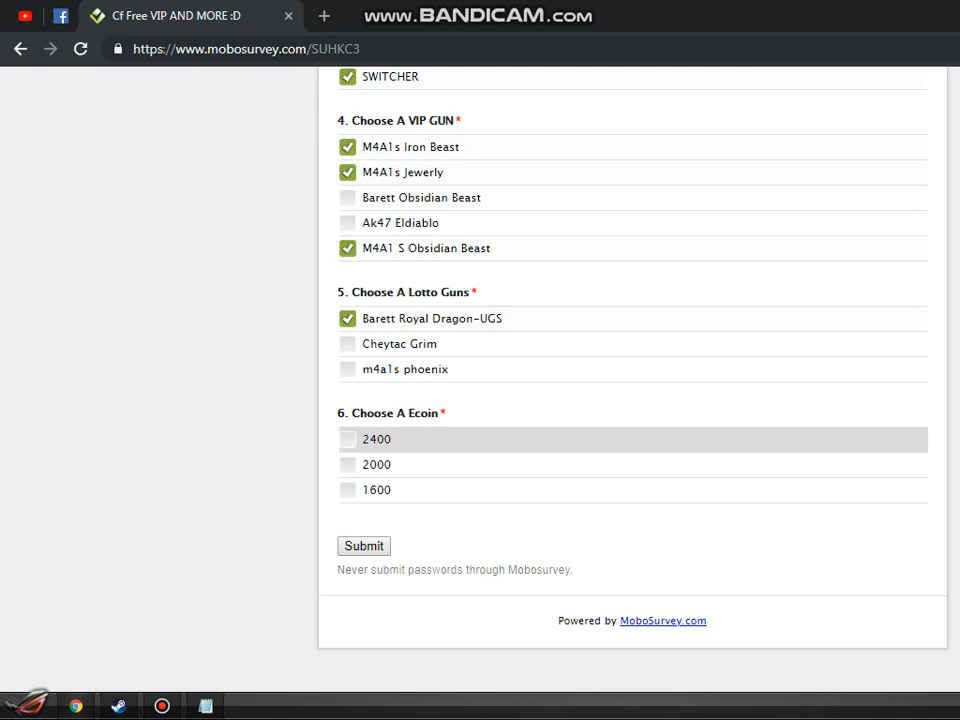 Cf Free VIP AND MORE :D
www.BANDICAM.com
https://www.mobosurvey.com/SUHKC3
SWITCHER
4. Choose A VIP GUN*
M4A1s Iron Beast
M4A1s Jewerly
Barett Obsidian Beast
Ak47 Eldiablo
M4A1 S Obsidian Beast
5. Choose A Lotto Guns*
Barett Royal Dragon-UGS
Cheytac Grim
m4a1s phoenix
6. Choose A Ecoin*
2400
2000
1600
Submit
Never submit passwords through Mobosurvey.
Powered by MoboSurvey.com